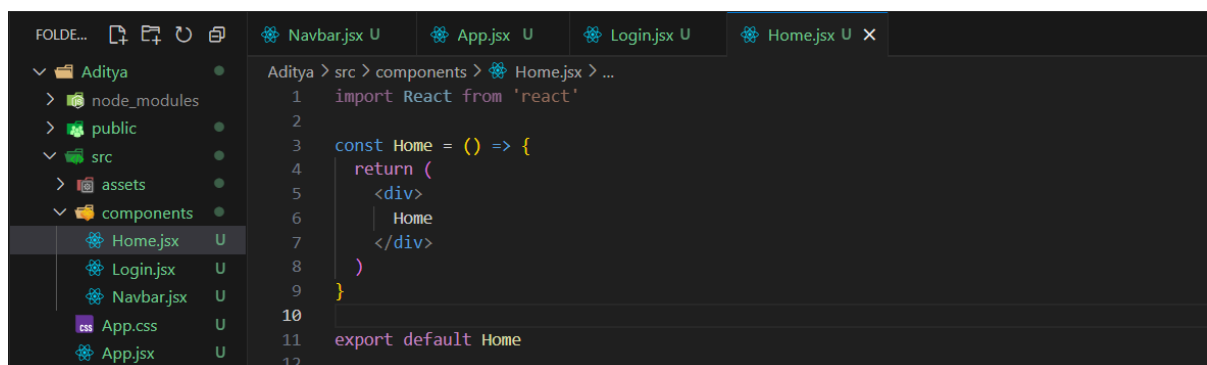 FOLDE...
Navbar.jsx U
App.jsx U
Login.jsx U
Home.jsx U
Aditya
node_modules
public
src
assets
components
Home.jsx U
Login.jsx U
Navbar.jsx U
css App.css U
App.jsx U
Aditya > src > components > Home.jsx > ...
1 import React from 'react'
2
3 const Home = () => {
4 return (
5 <div>
6 Home
7 </div>
8 )
9 }
10
11 export default Home
12